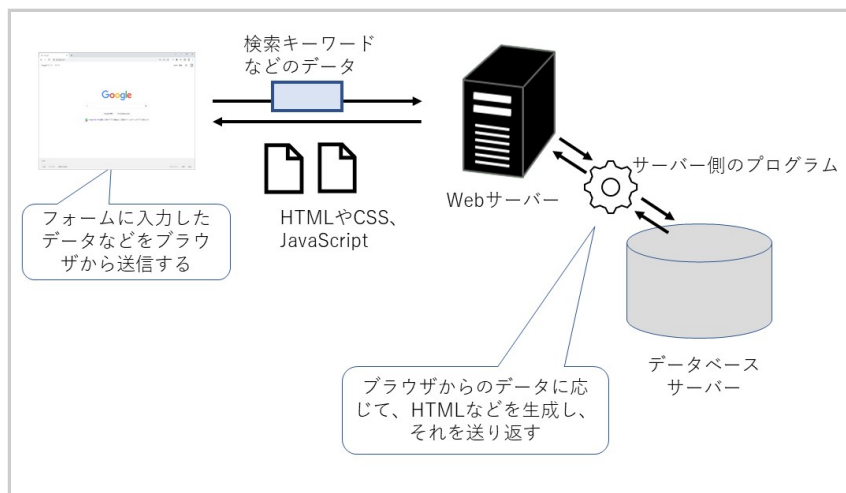 検索キーワード
などのデータ
Google
HTMLやCSS、
JavaScript
フォームに入力した
データなどをブラウ
ザから送信する
Webサーバー
サーバー側のプログラム
データベース
サーバー
ブラウザからのデータに応
じて、HTMLなどを生成し、
それを送り返す